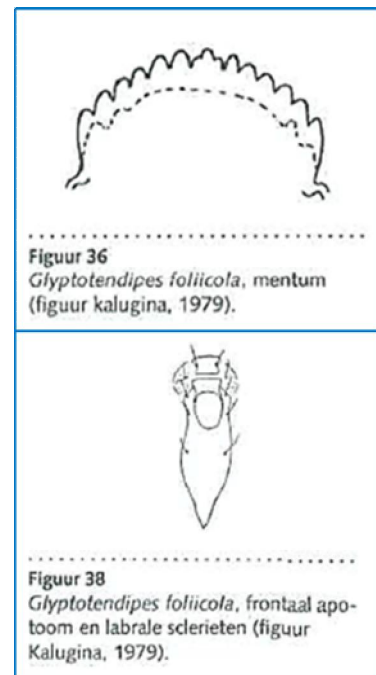 Figuur 36
Glyptotendipes foliicola, mentum
(figuur kalugina, 1979).
Figuur 38
Glyptotendipes foliicola, frontaal apo-
toom en labrale sclerieten (figuur
Kalugina, 1979).